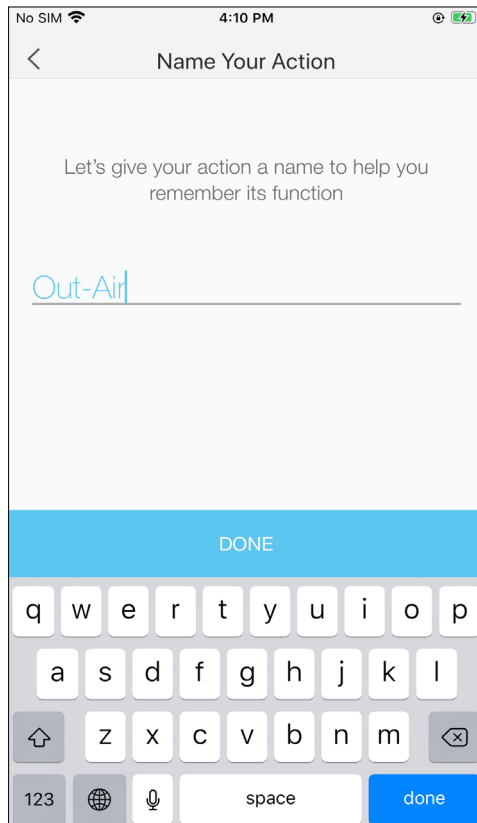 No SIM 4:10 PM
Name Your Action
Let's give your action a name to help you
remember its function
Out-Air
DONE
q w e r t y u i o p
a s d f g h j k l
z x c v b n m
123 space done